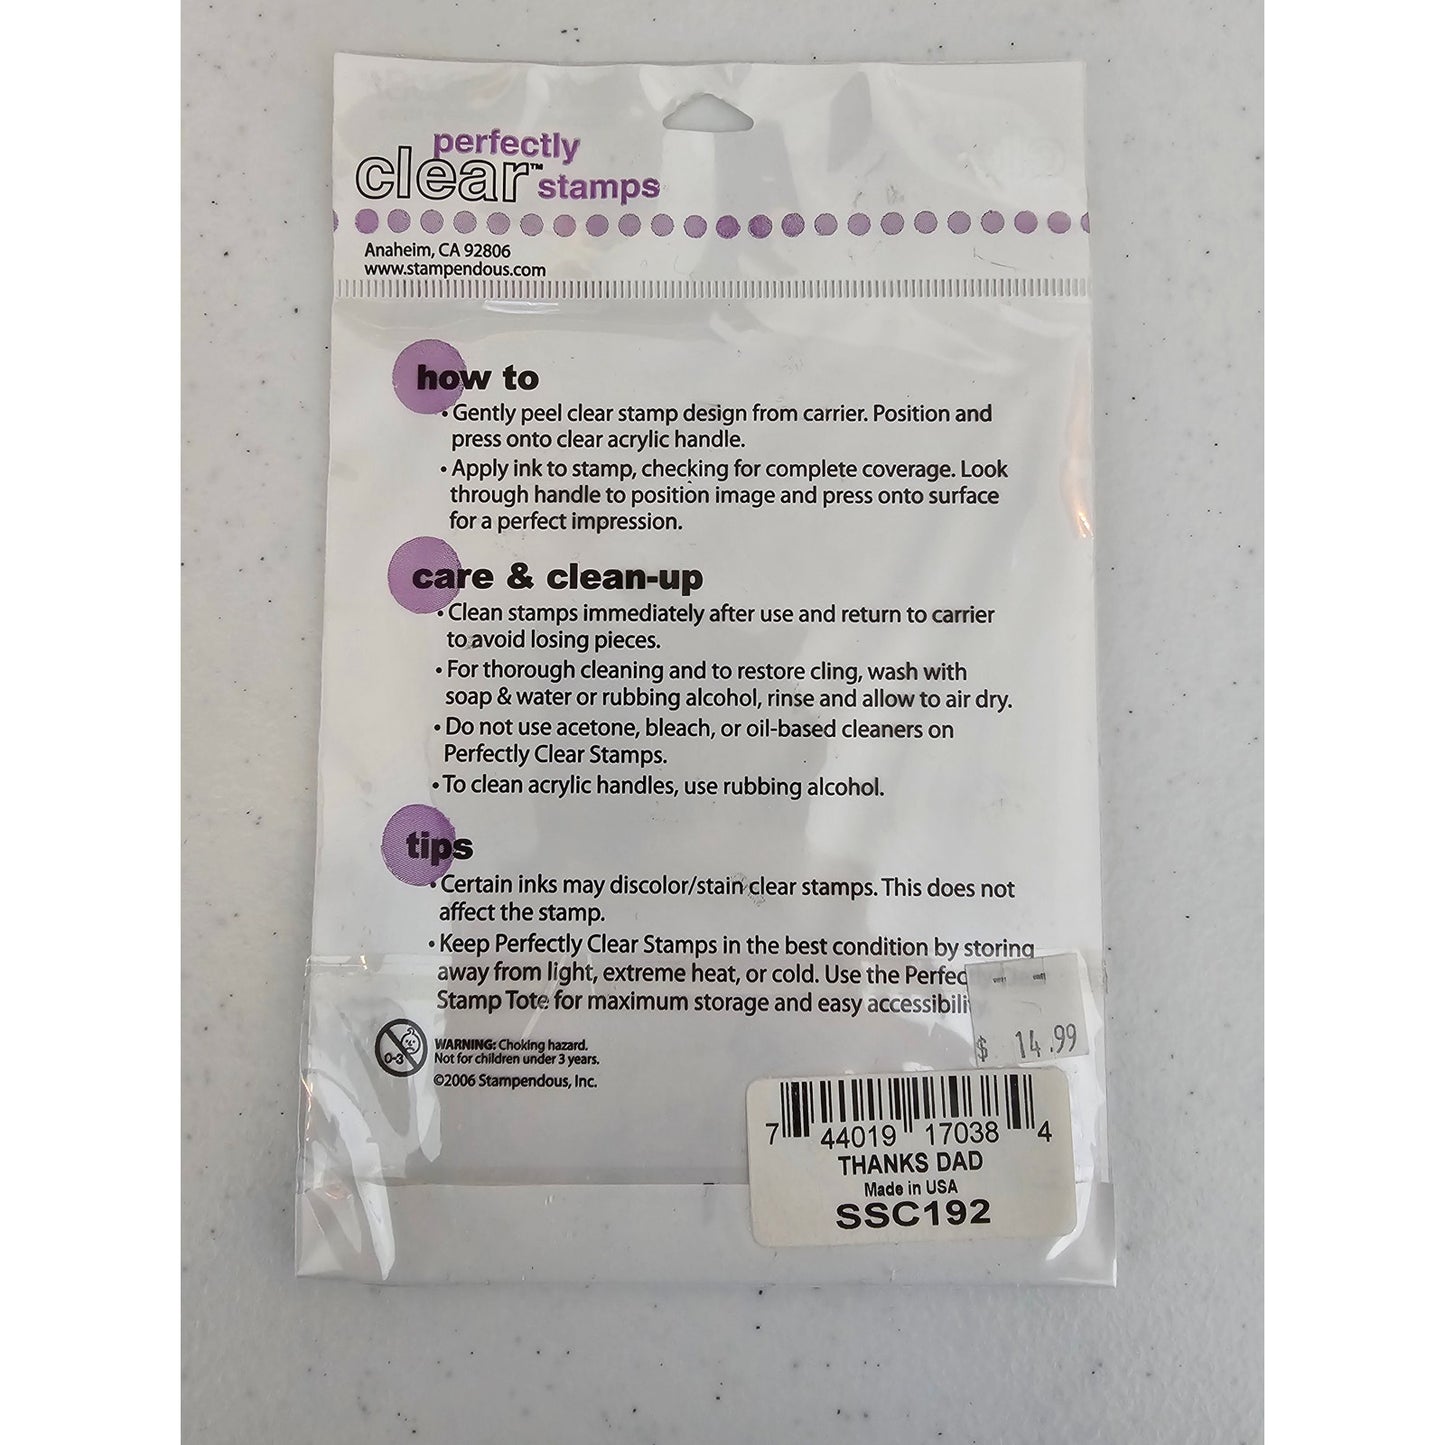 perfectly
clear™ stamps
Anaheim, CA 92806
www.stampendous.com
how to
• Gently peel clear stamp design from carrier. Position and
press onto clear acrylic handle.
• Apply ink to stamp, checking for complete coverage. Look
through handle to position image and press onto surface
for a perfect impression.
care & clean-up
• Clean stamps immediately after use and return to carrier
to avoid losing pieces.
• For thorough cleaning and to restore cling, wash with
soap & water or rubbing alcohol, rinse and allow to air dry.
• Do not use acetone, bleach, or oil-based cleaners on
Perfectly Clear Stamps.
• To clean acrylic handles, use rubbing alcohol.
tips
• Certain inks may discolor/stain clear stamps. This does not
affect the stamp.
• Keep Perfectly Clear Stamps in the best condition by storing
away from light, extreme heat, or cold. Use the Perfec
Stamp Tote for maximum storage and easy accessibili
$ 14.99
0-3
WARNING: Choking hazard.
Not for children under 3 years.
©2006 Stampendous, Inc.
7 44019 17038 4
THANKS DAD
Made in USA
SSC192